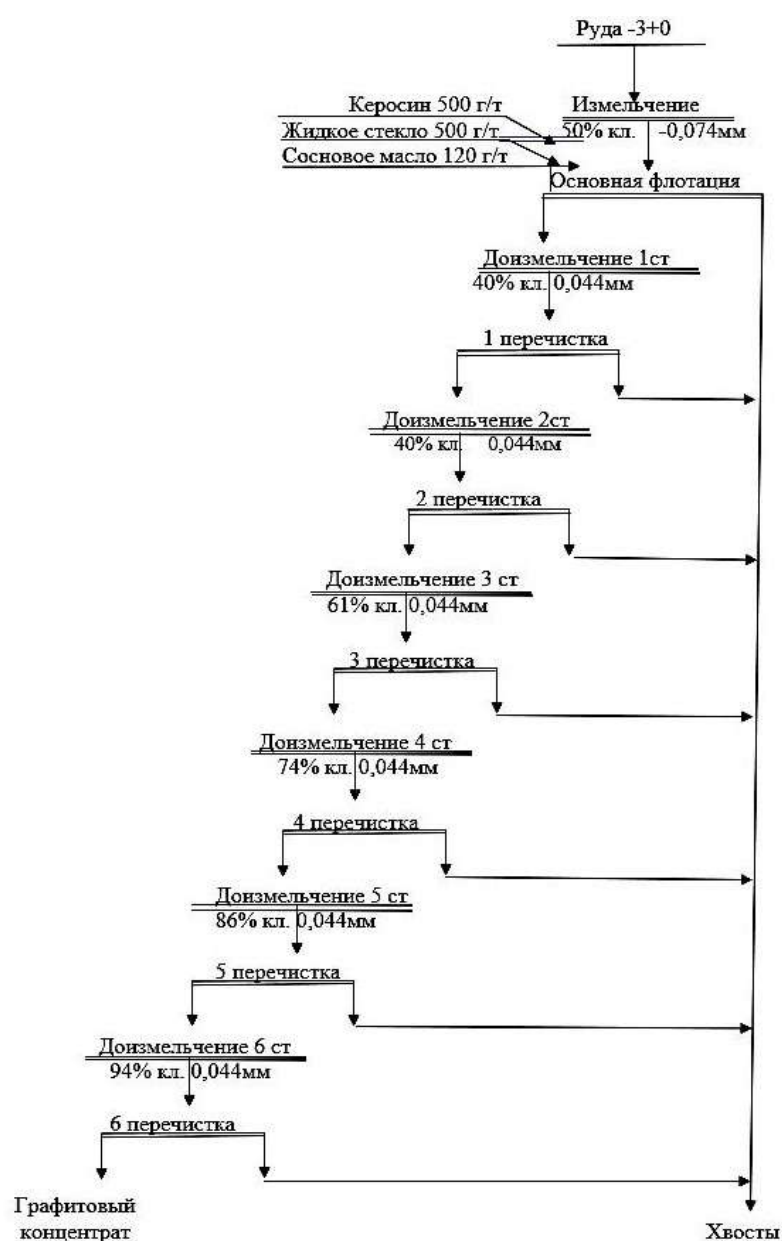 Руда -3+0
Керосин 500 г/т
Измельчение
Жидкое стекло 500 г/т
50% кл. -0,074мм
Сосновое масло 120 г/т
Основная флотация
Доизмельчение 1ст
40% кл. 0,044мм
1 перечистка
Доизмельчение 2ст
40% кл. 0,044мм
2 перечистка
Доизмельчение 3 ст
61% кл. 0,044мм
3 перечистка
Доизмельчение 4 ст
74% кл. 0,044мм
4 перечистка
Доизмельчение 5 ст
86% кл. 0,044мм
5 перечистка
Доизмельчение 6 ст
94% кл. 0,044мм
6 перечистка
Графитовый
концентрат
Хвосты